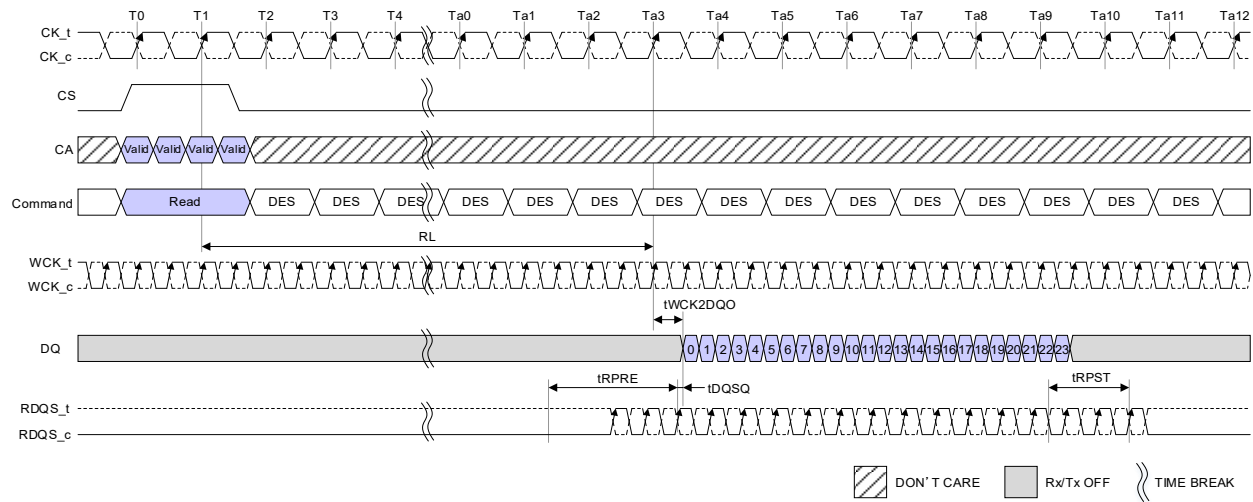 T0 T1 T2 T3 T4 Ta0 Ta1 Ta2 Ta3 Ta4 Ta5 Ta6 Ta7 Ta8 Ta9 Ta10 Ta11 Ta12
CK_t
CK_c
CS
CA Valid Valid Valid Valid
Command Read DES DES DES DES DES DES DES DES DES DES DES DES DES DES DES
RL
WCK_t
WCK_c
tWCK2DQO
DQ 0 1 2 3 4 5 6 7 8 9 10 11 12 13 14 15 16 17 18 19 20 21 22 23
tRPRE tDQSQ tRPST
RDQS_t
RDQS_c
DON'T CARE Rx/Tx OFF TIME BREAK